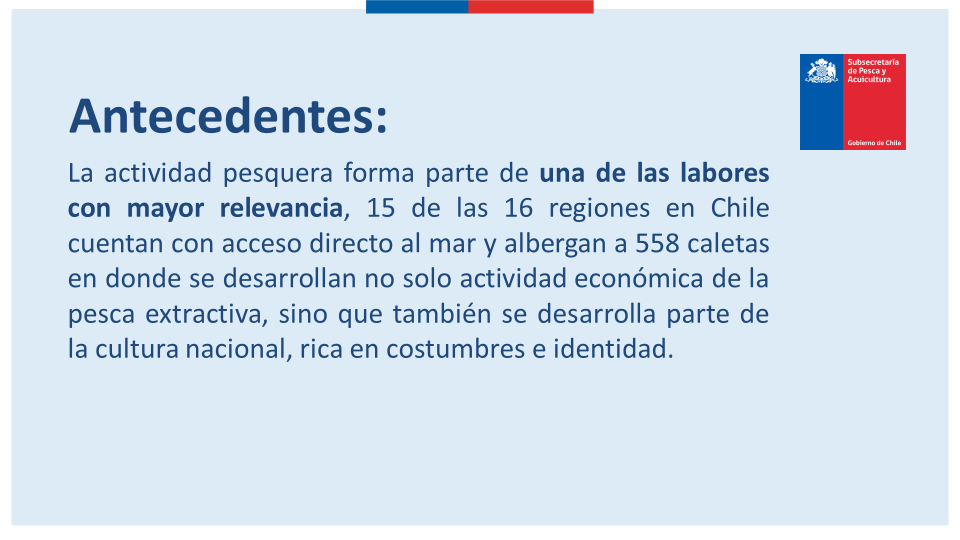 Subsecretaría
de Pesca y
Acuicultura
Gobierno de Chile
Antecedentes:
La actividad pesquera forma parte de una de las labores
con mayor relevancia, 15 de las 16 regiones en Chile
cuentan con acceso directo al mar y albergan a 558 caletas
en donde se desarrollan no solo actividad económica de la
pesca extractiva, sino que también se desarrolla parte de
la cultura nacional, rica en costumbres e identidad.